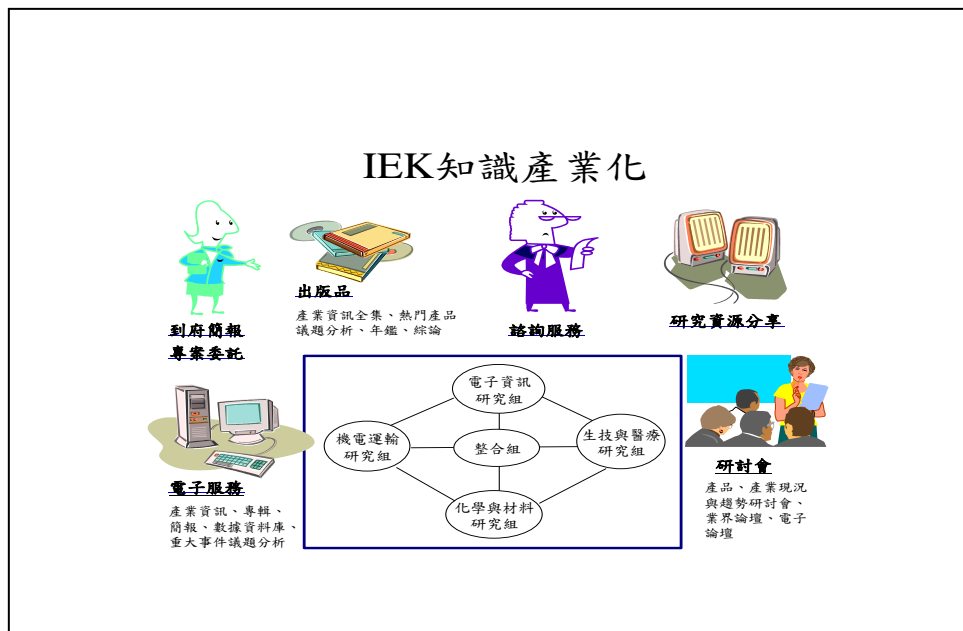 IEK知識產業化
到府簡報
專案委託
出版品
產業資訊全集、熱門產品
議題分析、年鑑、綜論
諮詢服務
研究資源分享
電子服務
產業資訊、專輯、
簡報、數據資料庫、
重大事件議題分析
電子資訊
研究組
機電運輸
研究組
整合組
生技與醫療
研究組
化學與材料
研究組
研討會
產品、產業現況
與趨勢研討會、
業界論壇、電子
論壇